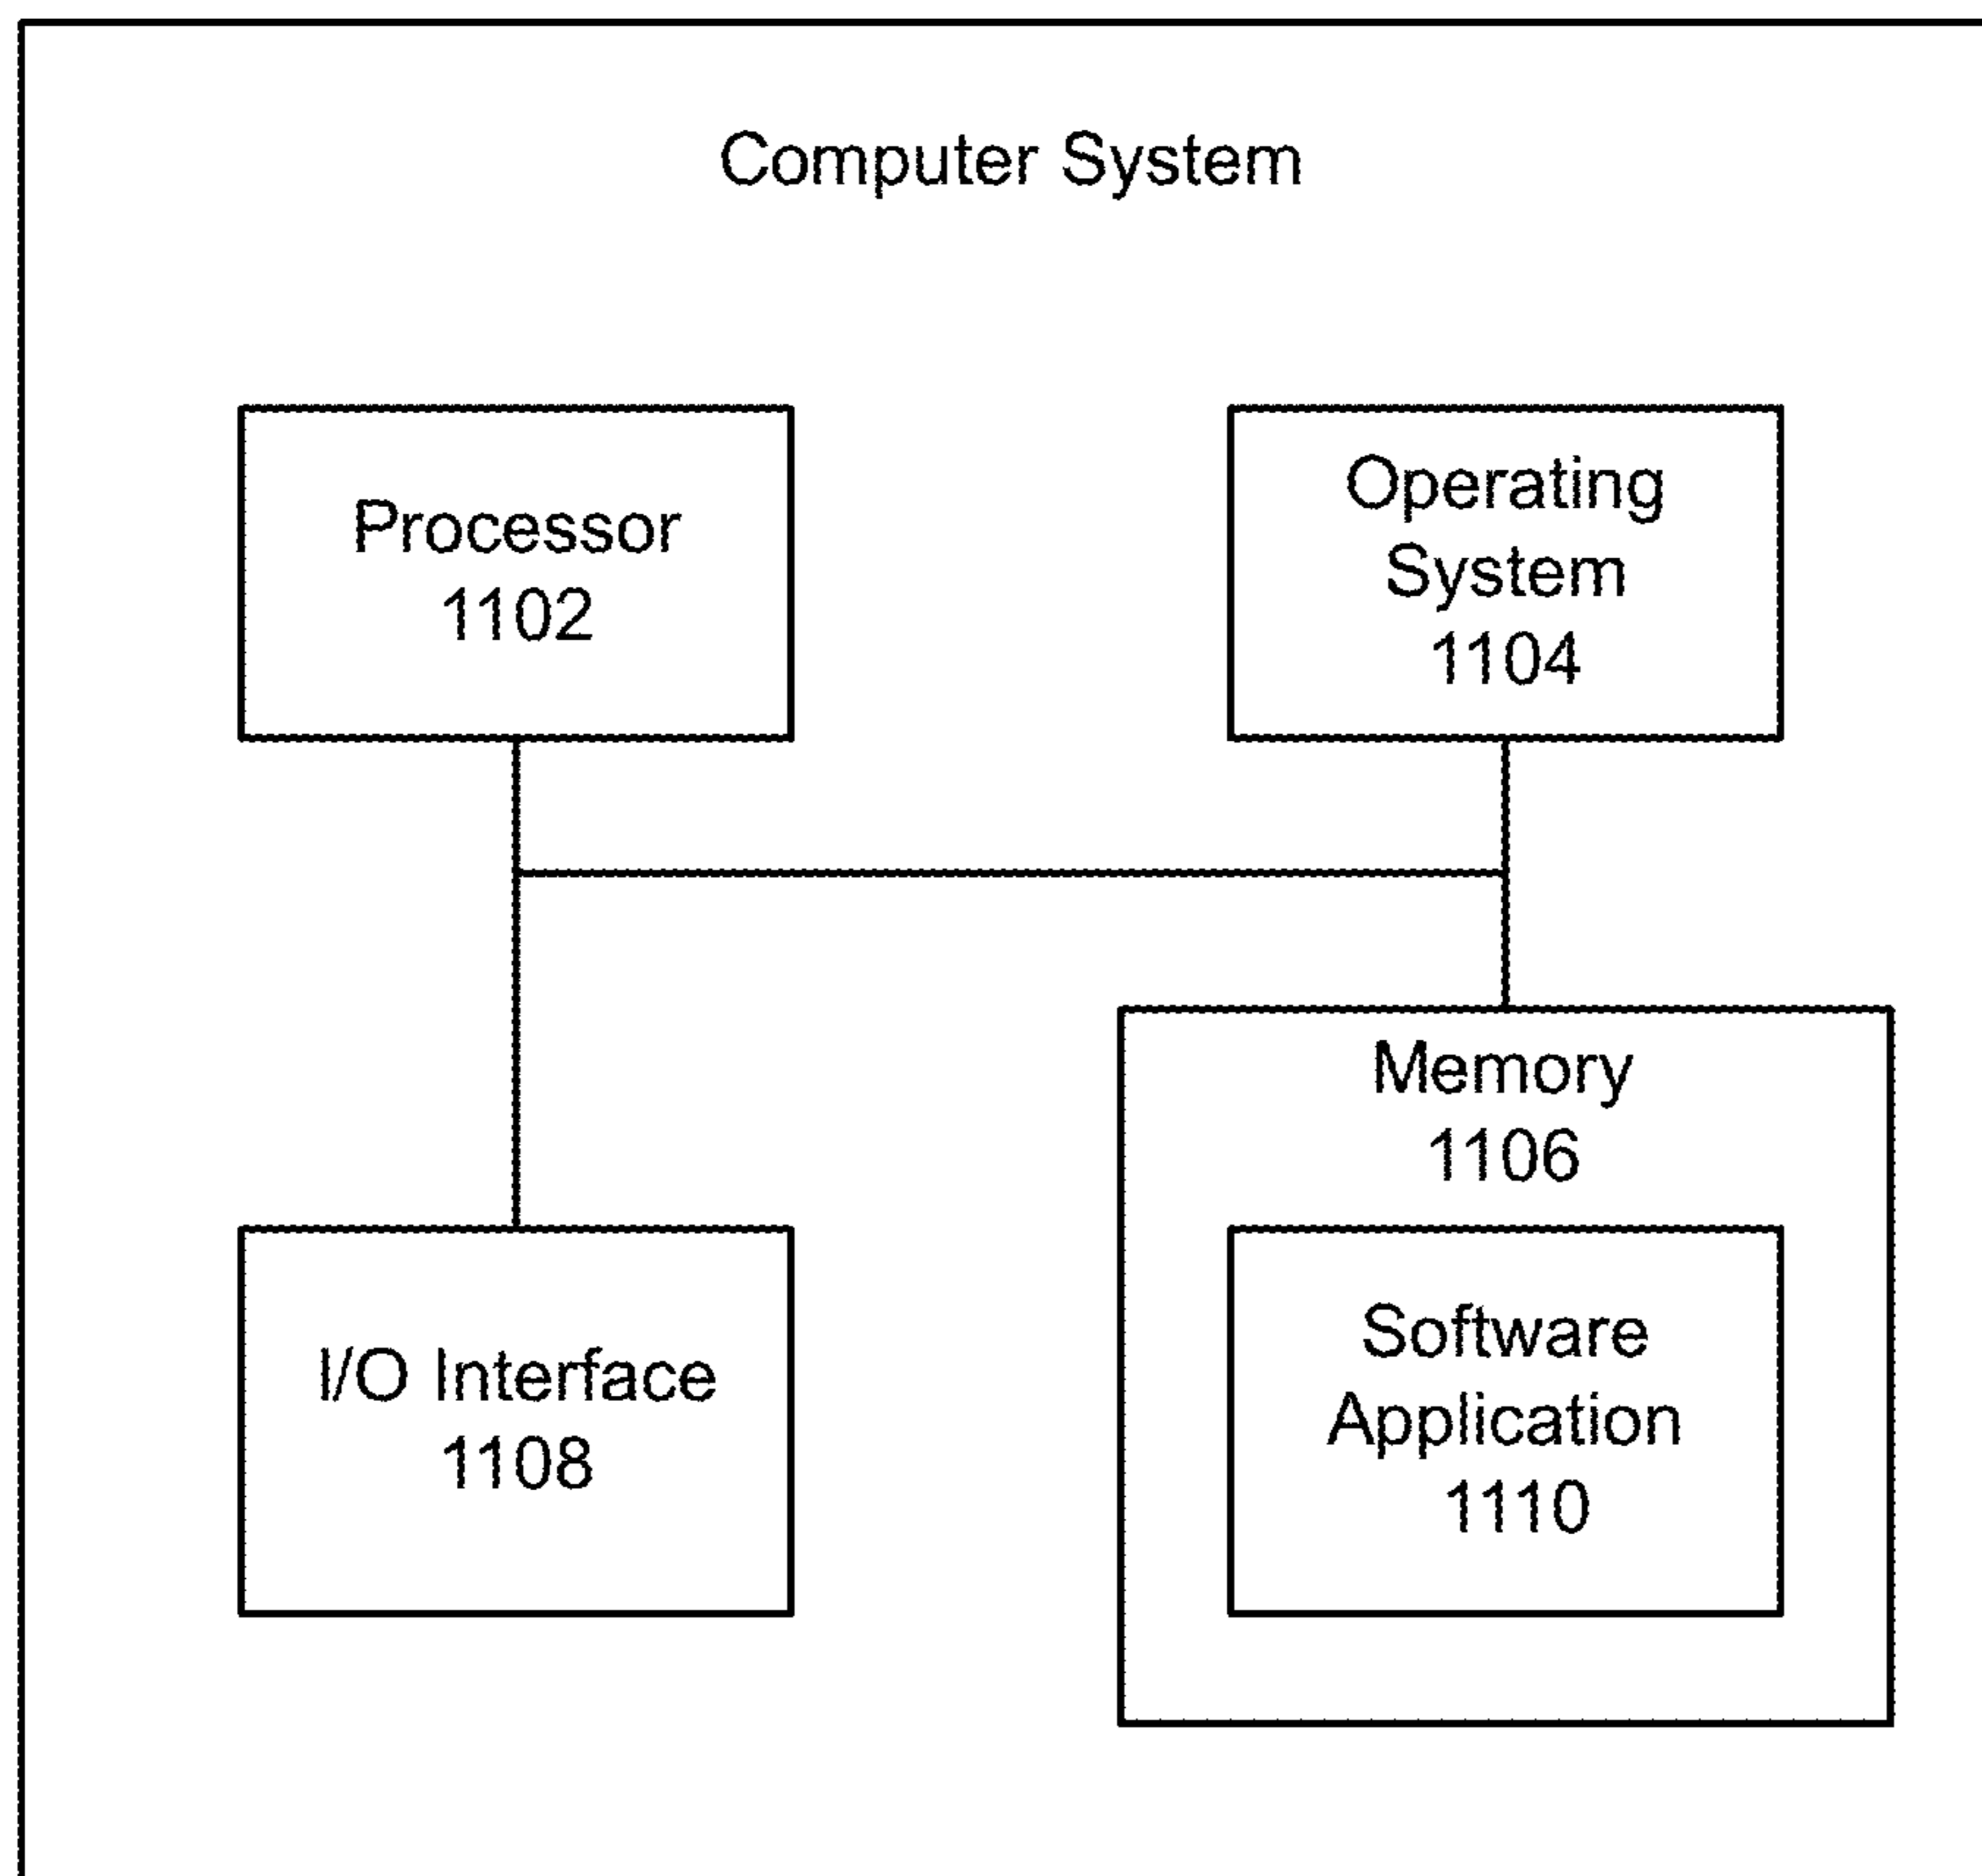 Computer System
Processor
1102
Operating
System
1104
Memory
1106
I/O Interface
1108
Software
Application
1110